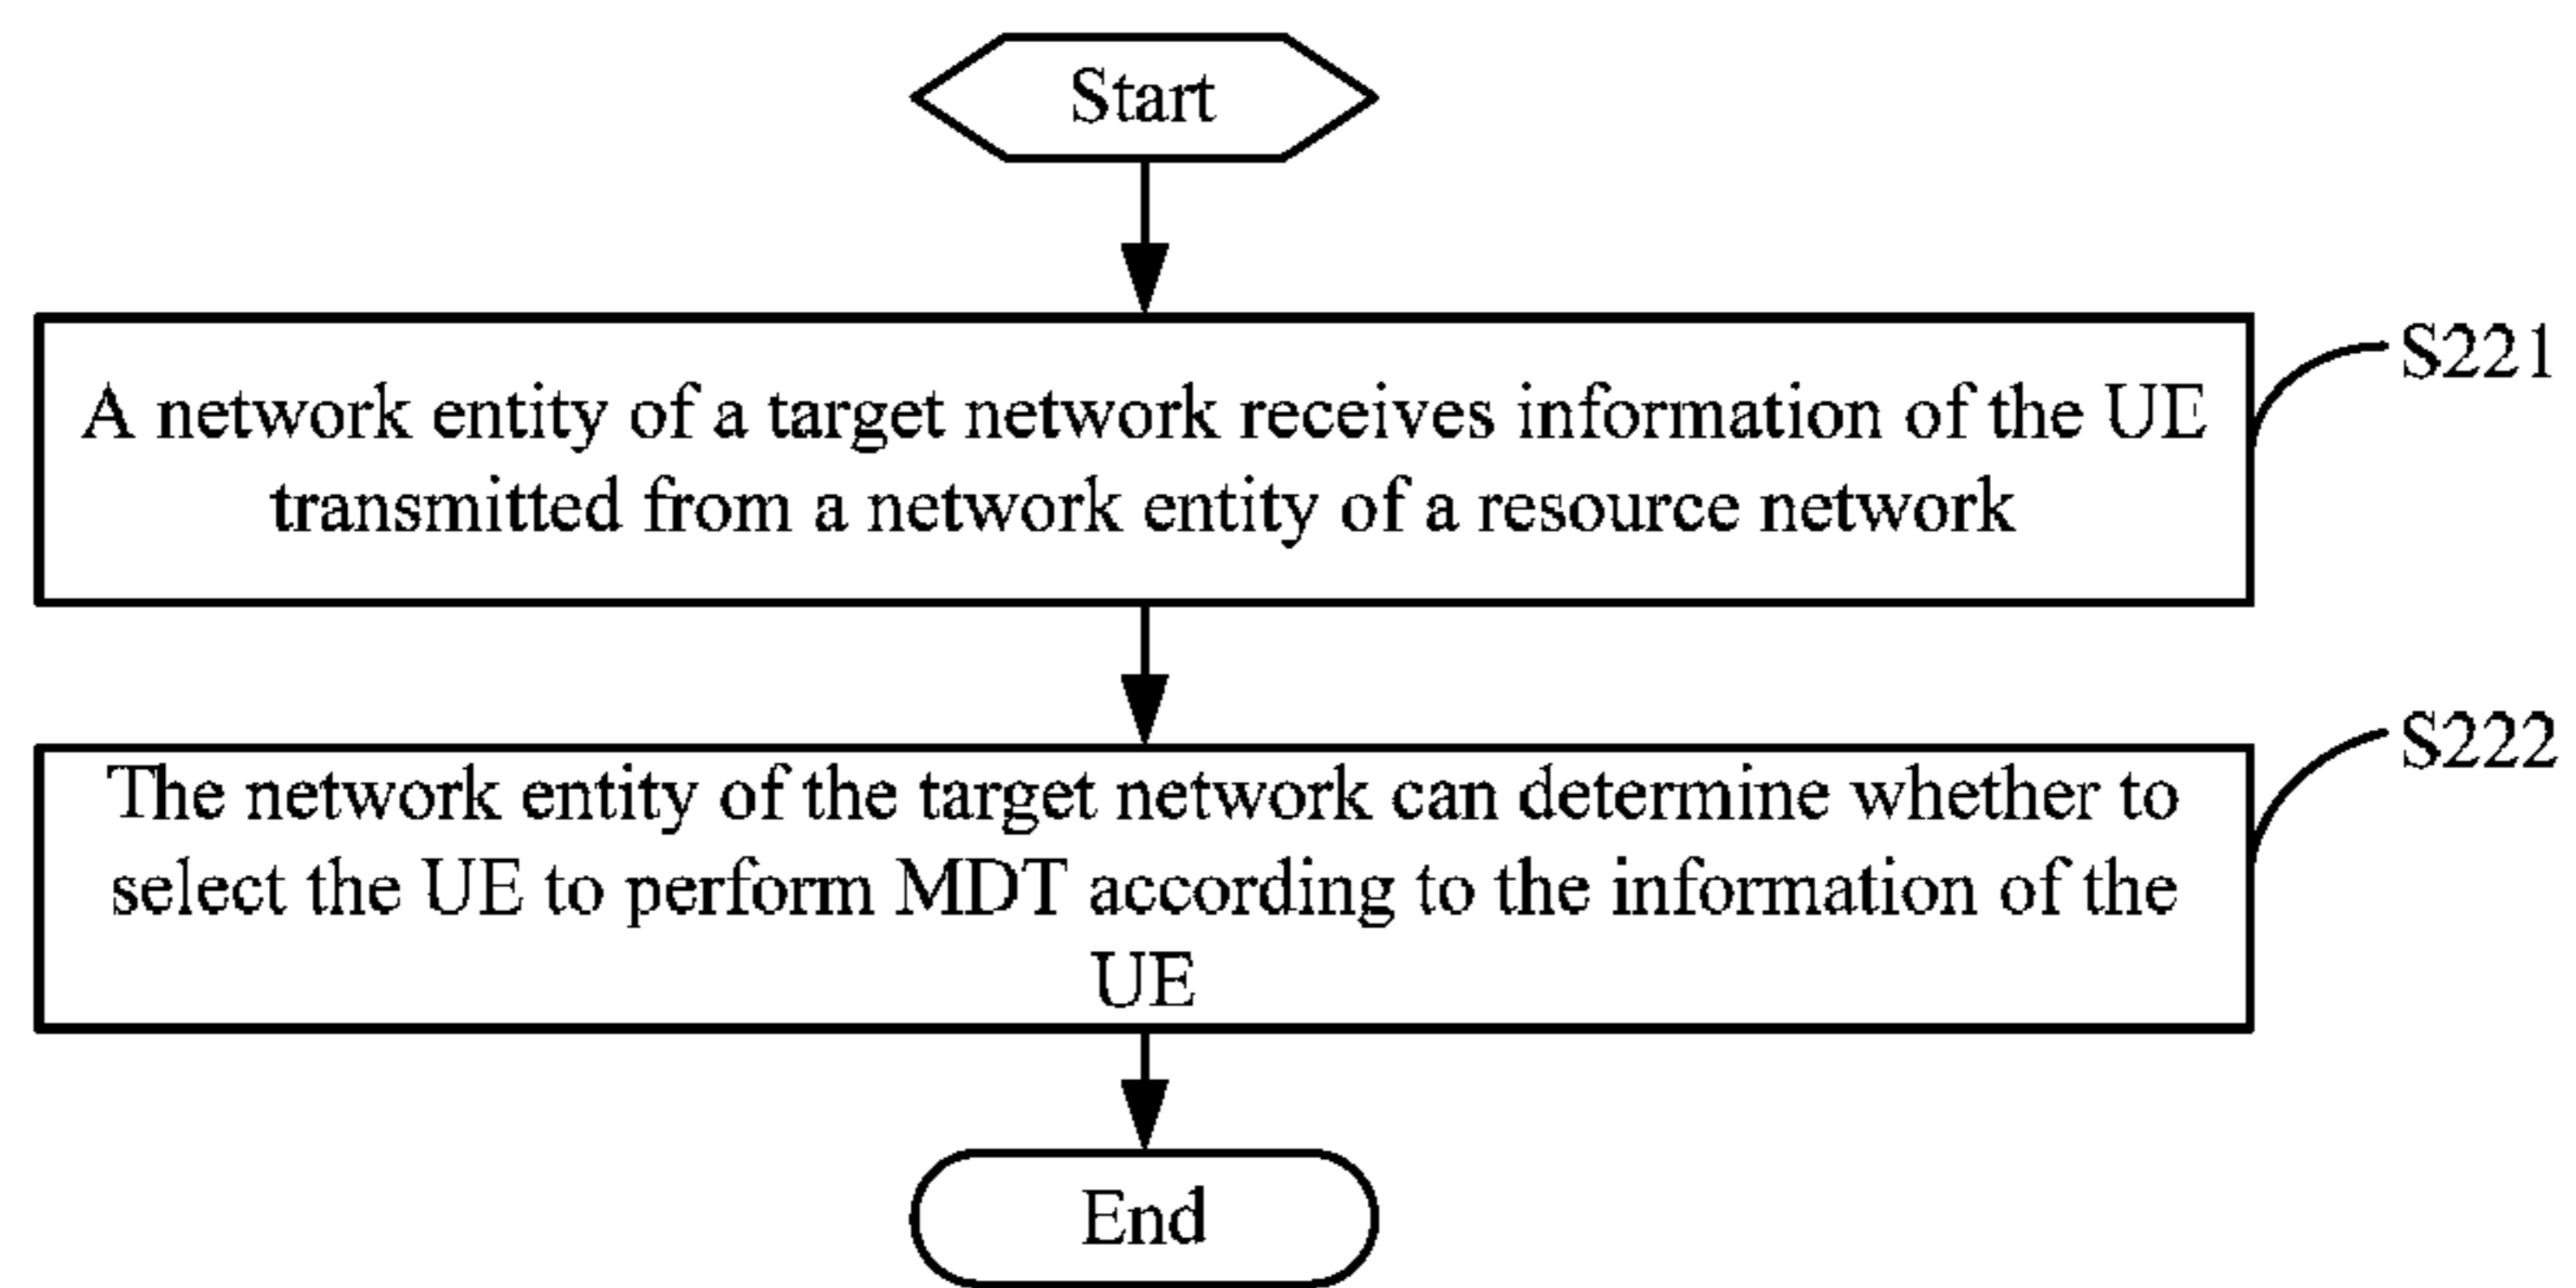 Start
A network entity of a target network receives information of the UE
transmitted from a network entity of a resource network
S221
The network entity of the target network can determine whether to
select the UE to perform MDT according to the information of the
UE
S222
End